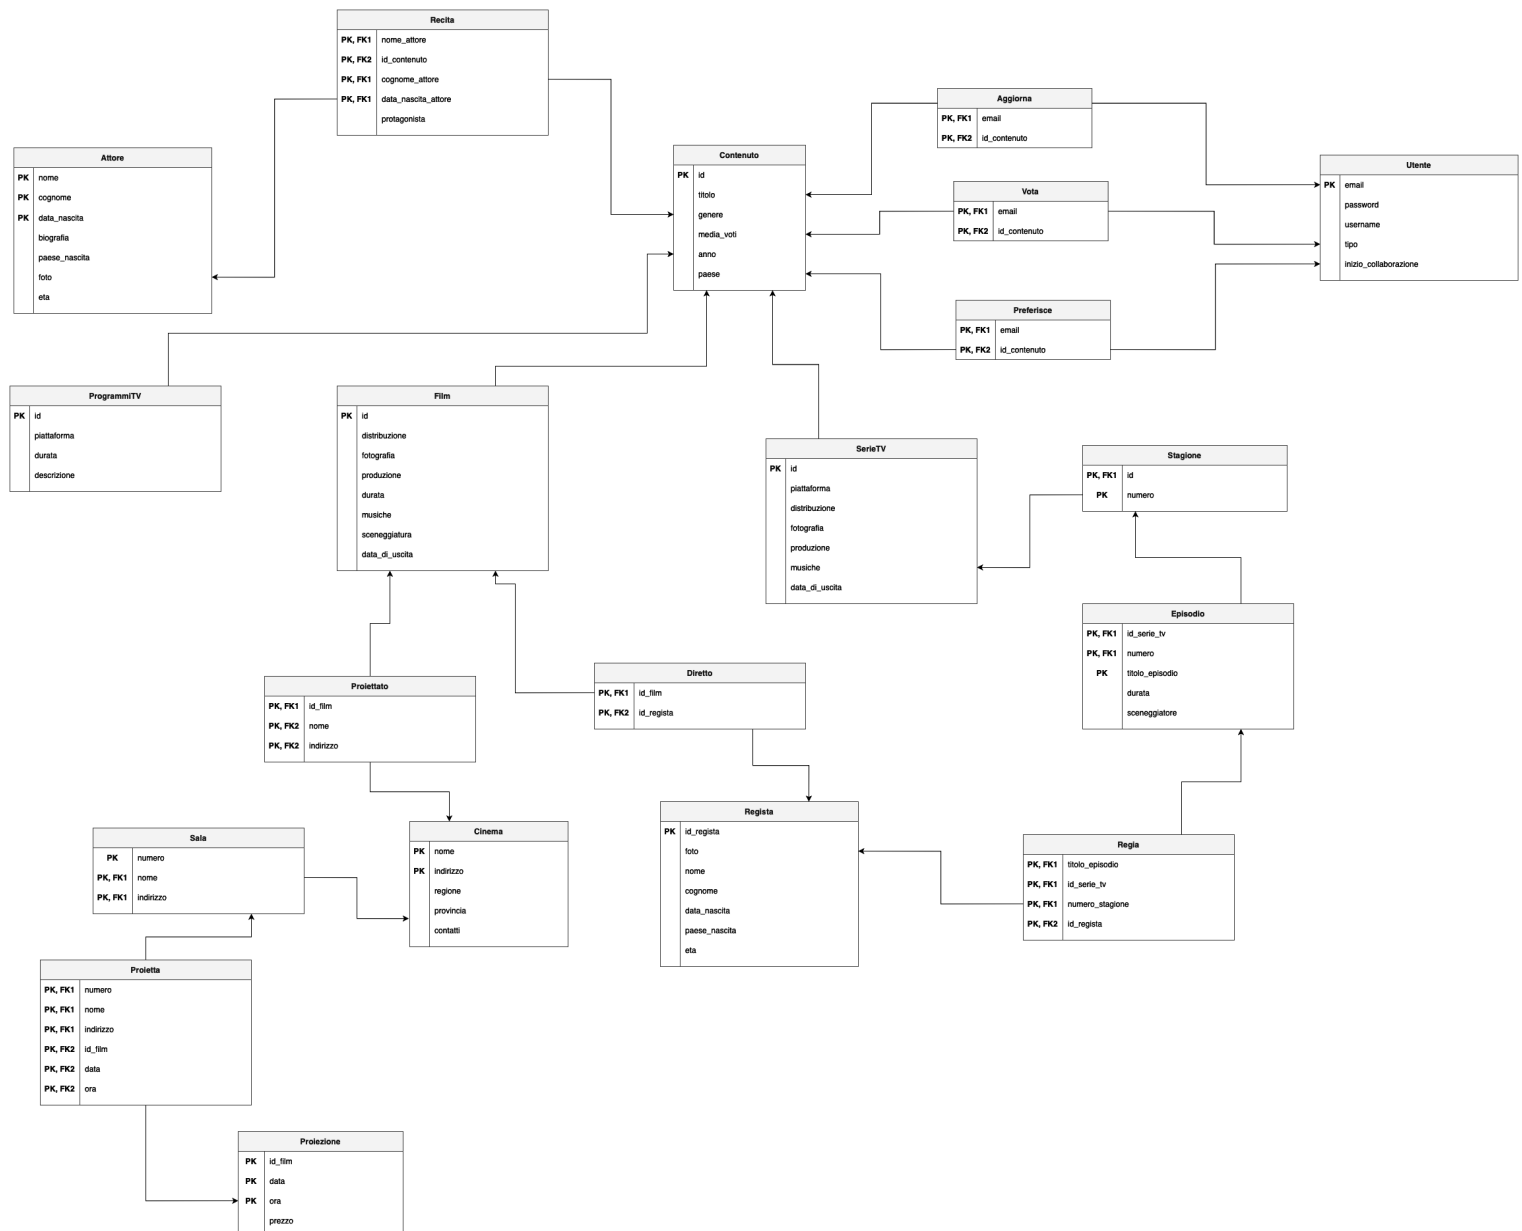 Recita
PK, FK1 nome_attore
PK, FK2 id_contenuto
PK, FK1 cognome_attore
PK, FK1 data_nascita_attore
protagonista
Attore
PK nome
PK cognome
PK data_nascita
biografia
paese_nascita
foto
eta
Contenuto
PK id
titolo
genere
media_voti
anno
paese
Aggiorna
PK, FK1 email
PK, FK2 id_contenuto
Vota
PK, FK1 email
PK, FK2 id_contenuto
Preferisce
PK, FK1 email
PK, FK2 id_contenuto
Utente
PK email
password
username
tipo
inizio_collaborazione
ProgrammiTV
PK id
piattaforma
durata
descrizione
Film
PK id
distribuzione
fotografia
produzione
durata
musiche
sceneggiatura
data_di_uscita
SerieTV
PK id
piattaforma
distribuzione
fotografia
produzione
musiche
data_di_uscita
Stagione
PK, FK1 id
PK numero
Episodio
PK, FK1 id_serie_tv
PK, FK1 numero
PK titolo_episodio
durata
sceneggiatore
Proiettato
PK, FK1 id_film
PK, FK2 nome
PK, FK2 indirizzo
Diretto
PK, FK1 id_film
PK, FK2 id_regista
Sala
PK numero
PK, FK1 nome
PK, FK1 indirizzo
Cinema
PK nome
PK indirizzo
regione
provincia
contatti
Regista
PK id_regista
foto
nome
cognome
data_nascita
paese_nascita
eta
Regia
PK, FK1 titolo_episodio
PK, FK1 id_serie_tv
PK, FK1 numero_stagione
PK, FK2 id_regista
Proietta
PK, FK1 numero
PK, FK1 nome
PK, FK1 indirizzo
PK, FK2 id_film
PK, FK2 data
PK, FK2 ora
Proiezione
PK id_film
PK data
PK ora
prezzo